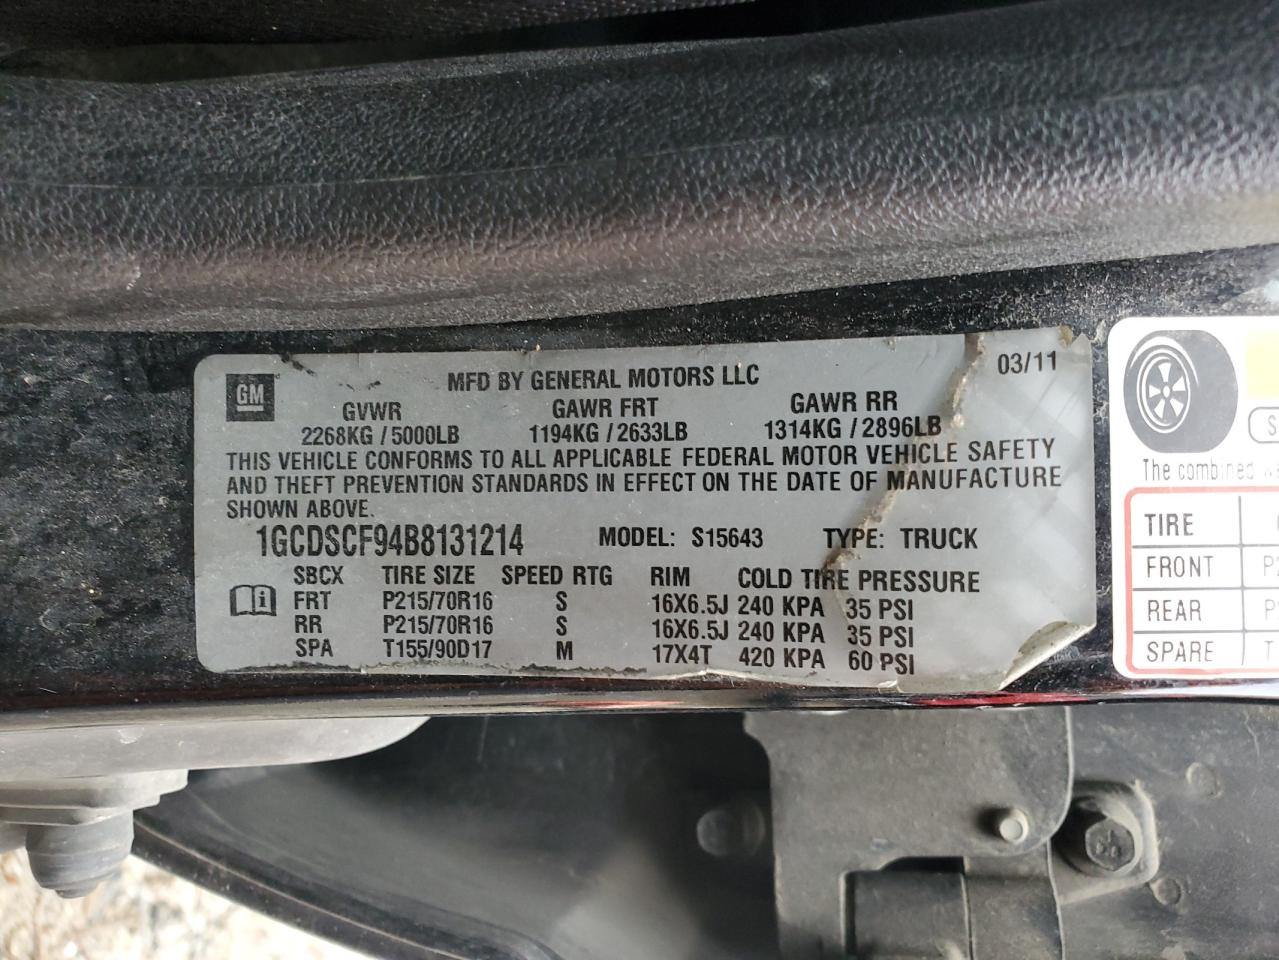 GM
MFD BY GENERAL MOTORS LLC
03/11
GVWR GAWR FRT GAWR RR
2268KG / 5000LB 1194KG / 2633LB 1314KG / 2896LB
THIS VEHICLE CONFORMS TO ALL APPLICABLE FEDERAL MOTOR VEHICLE SAFETY
AND THEFT PREVENTION STANDARDS IN EFFECT ON THE DATE OF MANUFACTURE
SHOWN ABOVE.
1GCDSCF94B8131214 MODEL: S15643 TYPE: TRUCK
SBCX TIRE SIZE SPEED RTG RIM COLD TIRE PRESSURE
FRT P215/70R16 S 16X6.5J 240 KPA 35 PSI
RR P215/70R16 S 16X6.5J 240 KPA 35 PSI
SPA T155/90D17 M 17X4T 420 KPA 60 PSI
S
The combined
TIRE
FRONT P2
REAR P
SPARE T